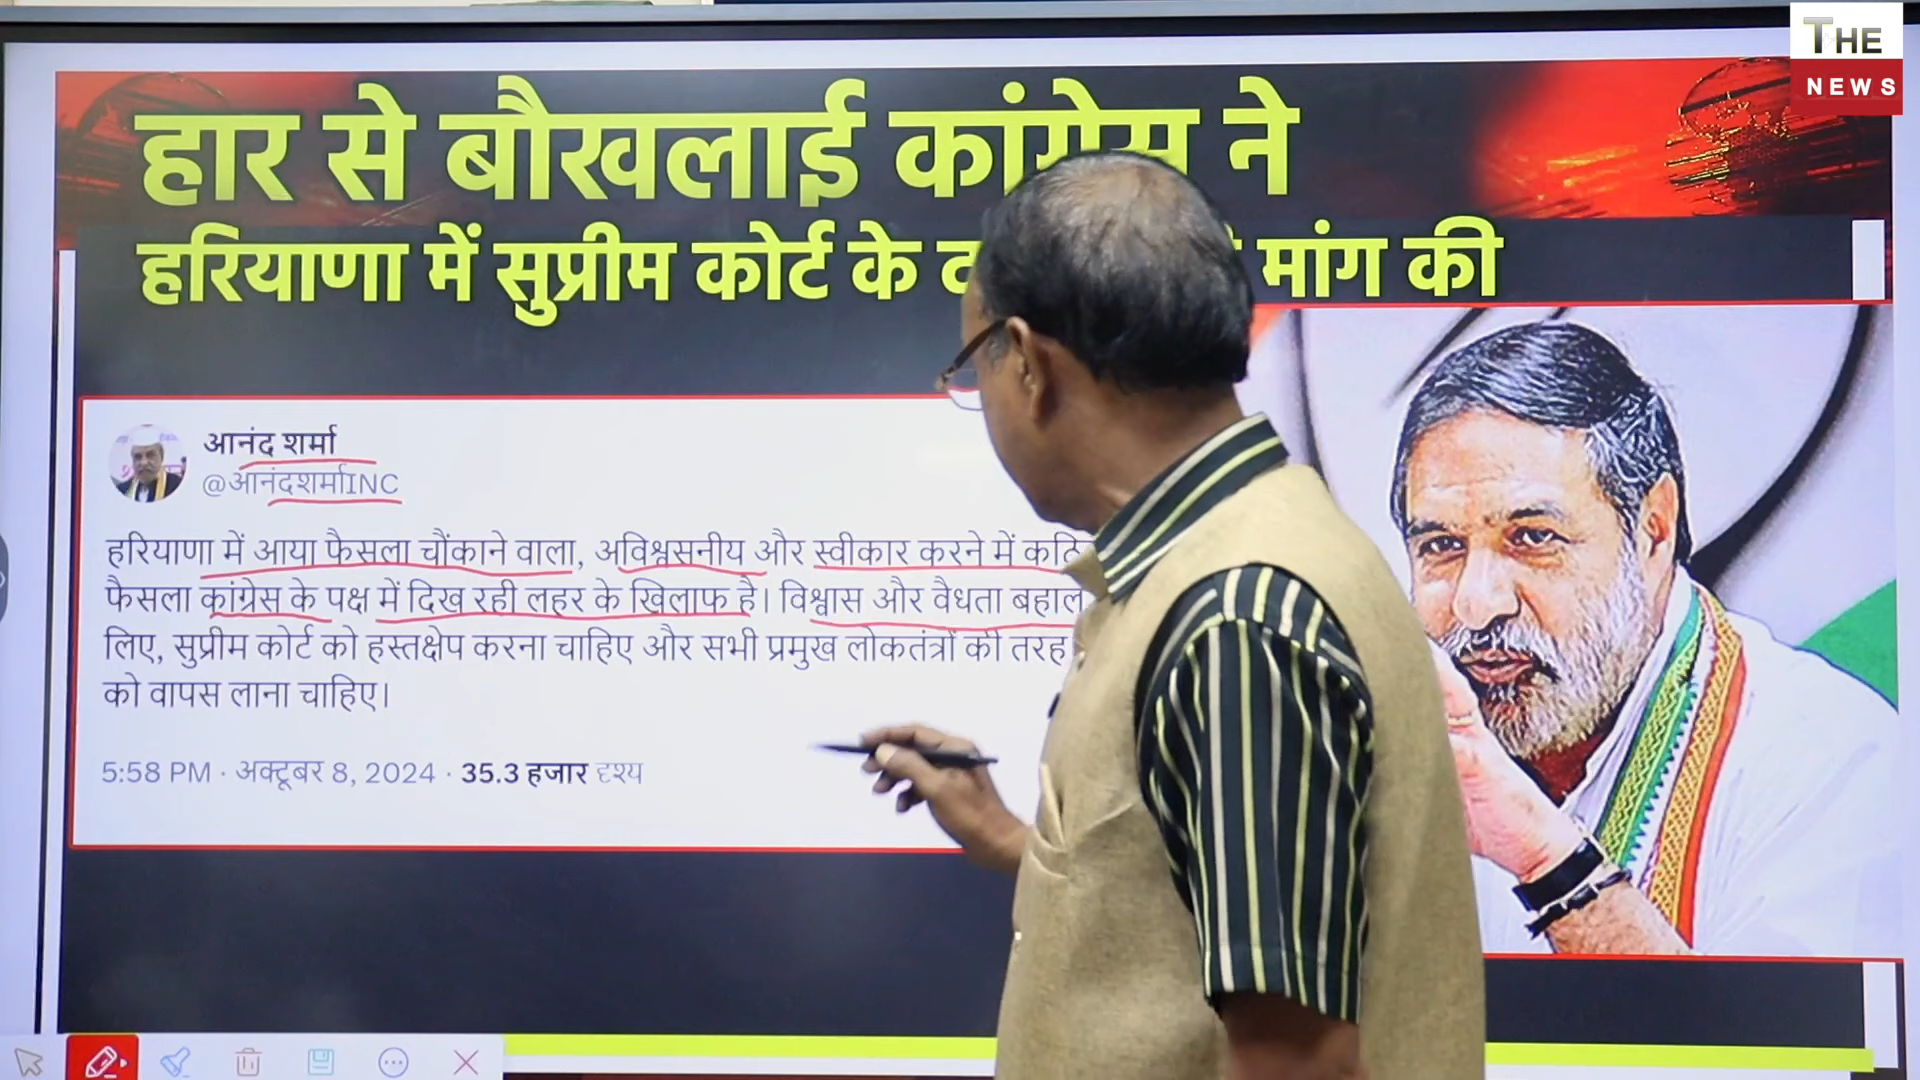 THE
NEWS
हार से बौखलाई कांग्रेस ने
हरियाणा में सुप्रीम कोर्ट के मांग की
आनंद शर्मा
@आनंदशर्माINC
हरियाणा में आया फैसला चौंकाने वाला, अविश्वसनीय और स्वीकार करने में
फैसला कांग्रेस के पक्ष में दिख रही लहर के खिलाफ है। विश्वास और वैधता बहाल
लिए, सुप्रीम कोर्ट को हस्तक्षेप करना चाहिए और सभी प्रमुख लोकतंत्रों की तरह
को वापस लाना चाहिए।
5:58 PM · अक्टूबर 8, 2024 · 35.3 हजार दृश्य